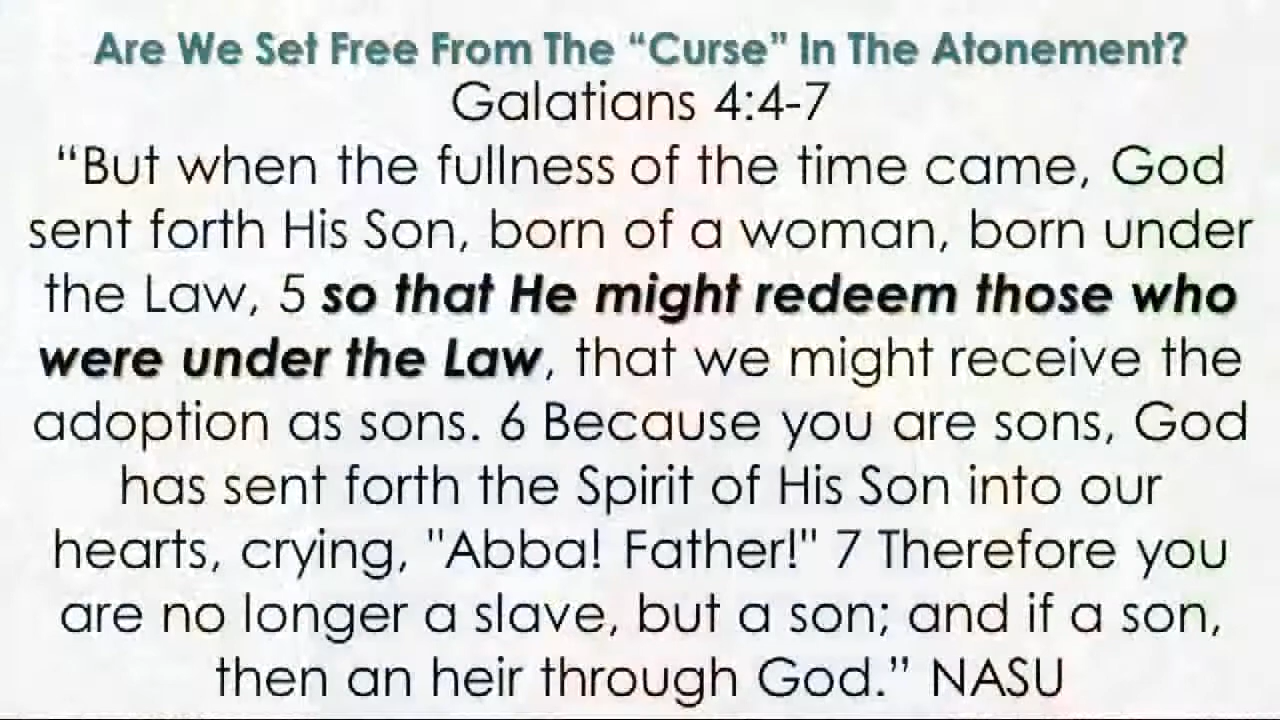 Are We Set Free From The “Curse” In The Atonement?
Galatians 4:4-7
“But when the fullness of the time came, God
sent forth His Son, born of a woman, born under
the Law, 5 so that He might redeem those who
were under the Law, that we might receive the
adoption as sons. 6 Because you are sons, God
has sent forth the Spirit of His Son into our
hearts, crying, "Abba! Father!" 7 Therefore you
are no longer a slave, but a son; and if a son,
then an heir through God.” NASU